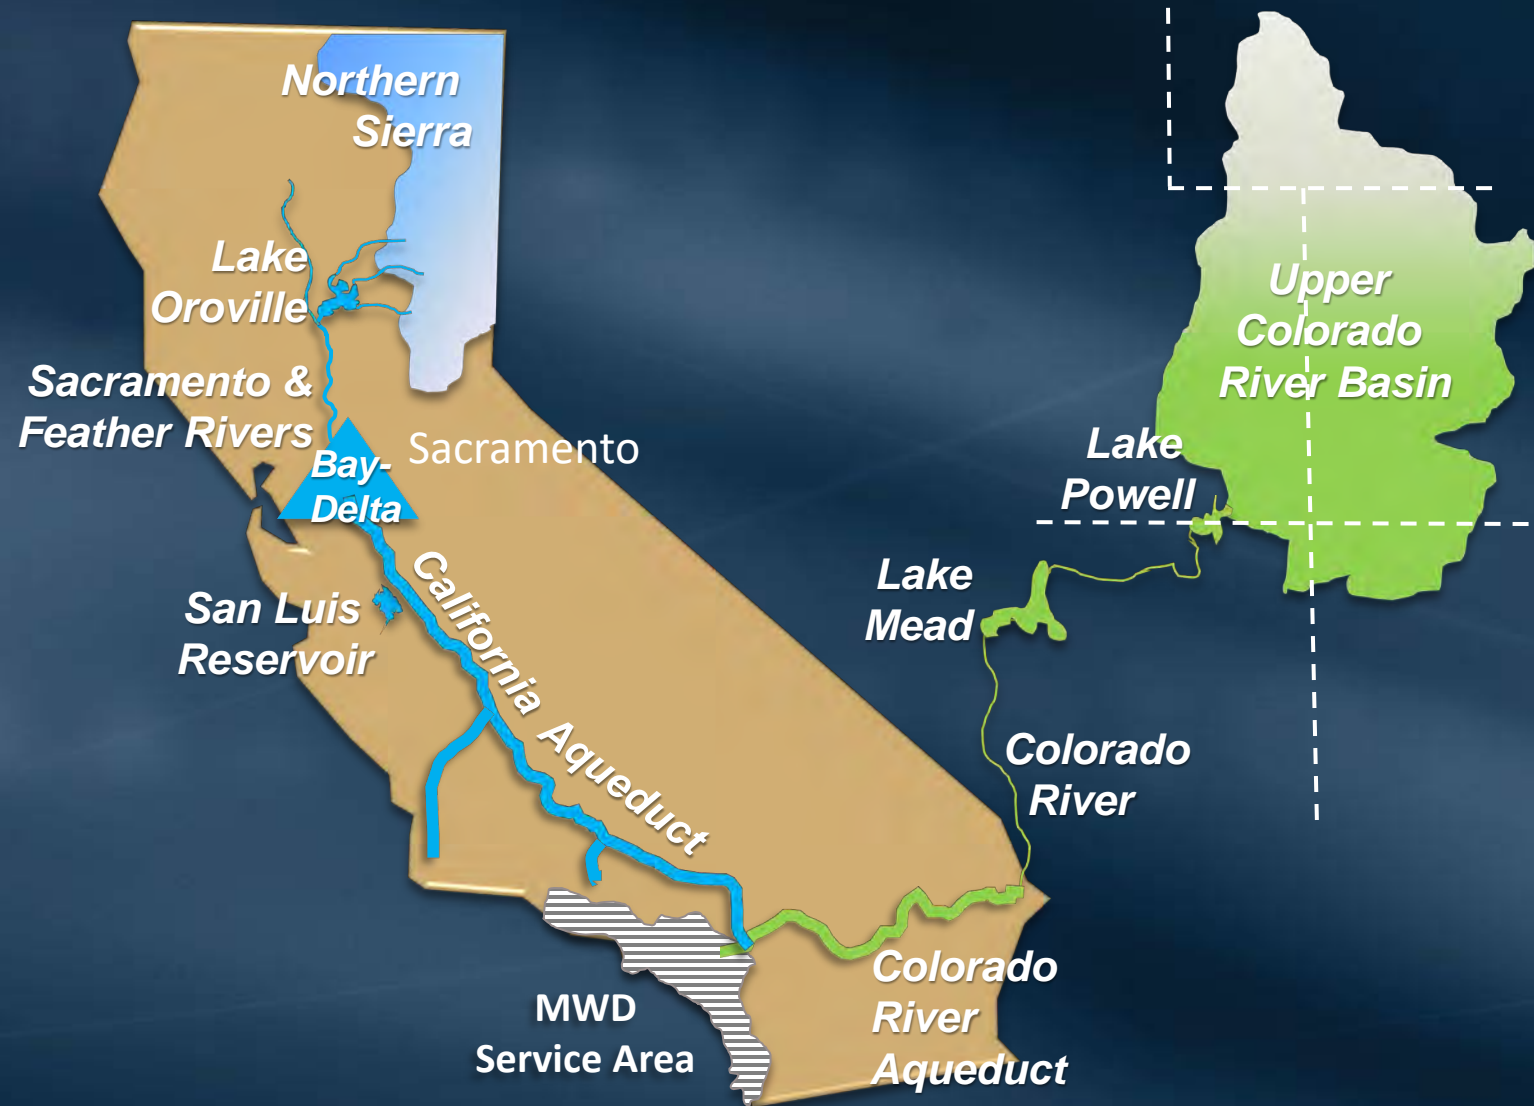 Northern
Sierra
Lake
Oroville
Sacramento &
Feather Rivers
Bay-
Delta
Sacramento
San Luis
Reservoir
California Aqueduct
MWD
Service Area
Colorado
River
Aqueduct
Colorado
River
Lake
Mead
Lake
Powell
Upper
Colorado
River Basin